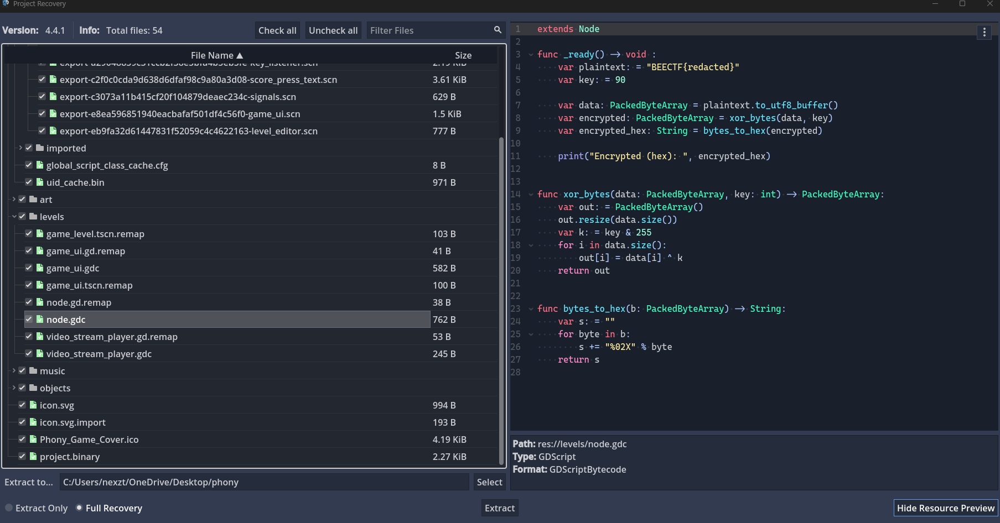 Project Recovery
Version: 4.4.1 Info: Total files: 54 Check all Uncheck all Filter Files
File Name Size
export-c2f0c0cda9d638d6dfaf98c9a80a3d08-score_press_text.scn 3.61 KiB
export-c3073a11b415cf20f104879deaec234c-signals.scn 629 B
export-e8ea596851940eacbafaf501df4c56f0-game_ui.scn 1.5 KiB
export-eb9fa32d61447831f52059c4c4622163-level_editor.scn 777 B
imported
global_script_class_cache.cfg 8 B
uid_cache.bin 971 B
art
levels
game_level.tscn.remap 103 B
game_ui.gd.remap 41 B
game_ui.gdc 582 B
game_ui.tscn.remap 100 B
node.gd.remap 38 B
node.gdc 762 B
video_stream_player.gd.remap 53 B
video_stream_player.gdc 245 B
music
objects
icon.svg 994 B
icon.svg.import 193 B
Phony_Game_Cover.ico 4.19 KiB
project.binary 2.27 KiB
Extract to... C:/Users/nexzt/OneDrive/Desktop/phony Select
Extract Only Full Recovery Extract
1 extends Node
2
3 func _ready() -> void :
4 var plaintext: = "BEECTF{redacted}"
5 var key: = 90
6
7 var data: PackedByteArray = plaintext.to_utf8_buffer()
8 var encrypted: PackedByteArray = xor_bytes(data, key)
9 var encrypted_hex: String = bytes_to_hex(encrypted)
10
11 print("Encrypted (hex): ", encrypted_hex)
12
13
14 func xor_bytes(data: PackedByteArray, key: int) -> PackedByteArray:
15 var out: = PackedByteArray()
16 out.resize(data.size())
17 var k: = key & 255
18 for i in data.size():
19 out[i] = data[i] ^ k
20 return out
21
22
23 func bytes_to_hex(b: PackedByteArray) -> String:
24 var s: = ""
25 for byte in b:
26 s += "%02X" % byte
27 return s
28
Path: res://levels/node.gdc
Type: GDScript
Format: GDScriptBytecode
Hide Resource Preview